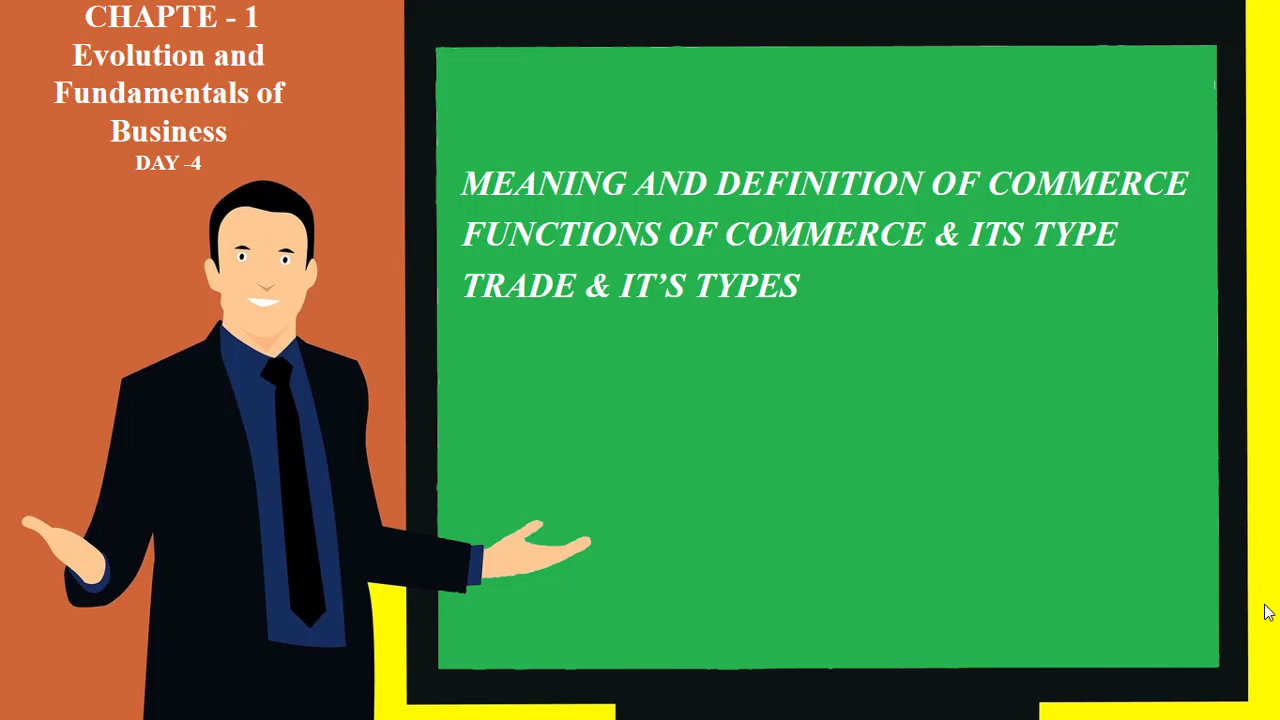 CHAPTE - 1
Evolution and
Fundamentals of
Business
DAY -4
MEANING AND DEFINITION OF COMMERCE
FUNCTIONS OF COMMERCE & ITS TYPE
TRADE & IT’S TYPES